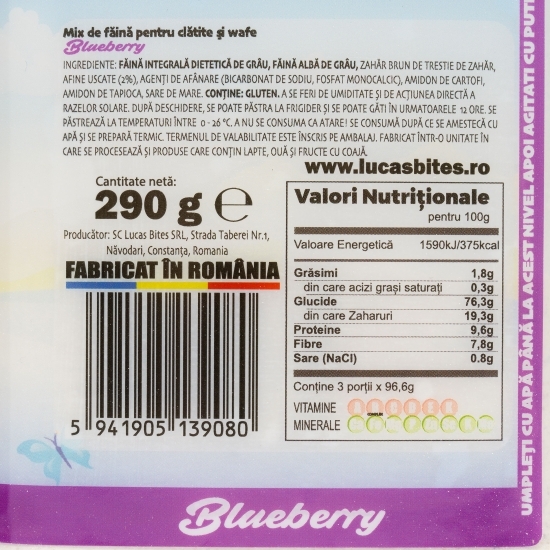 Mix de făină pentru clătite și wafe
Blueberry
INGREDIENTE: FĂINĂ INTEGRALĂ DIETETICĂ DE GRÂU, FĂINĂ ALBĂ DE GRÂU, ZAHĂR BRUN DE TRESTIE DE ZAHĂR,
AFINE USCATE (2%), AGENȚI DE AFÂNARE (BICARBONAT DE SODIU, FOSFAT MONOCALCIC), AMIDON DE CARTOFI,
AMIDON DE TAPIOCA, SARE DE MARE. CONȚINE: GLUTEN. A SE FERI DE UMIDITATE ȘI DE ACȚIUNEA DIRECTĂ A
RAZELOR SOLARE. DUPĂ DESCHIDERE, SE POATE PĂSTRA LA FRIGIDER ȘI SE POATE GĂTI ÎN URMATOARELE 12 ORE. SE
PĂSTREAZĂ LA TEMPERATURI ÎNTRE 0 - 26 °C. A NU SE CONSUMA CA ATARE! SE CONSUMĂ DUPĂ CE SE AMESTECĂ CU
APĂ ȘI SE PREPARĂ TERMIC. TERMENUL DE VALABILITATE ESTE ÎNSCRIS PE AMBALAJ. FABRICAT ÎNTR-O UNITATE ÎN
CARE SE PROCESEAZĂ ȘI PRODUSE CARE CONȚIN LAPTE, OUĂ ȘI FRUCTE CU COAJĂ.
www.lucasbites.ro
Cantitate netă:
290 g ℮
Producător: SC Lucas Bites SRL, Strada Taberei Nr.1,
Năvodari, Constanța, Romania
FABRICAT ÎN ROMÂNIA
5 941905 139080
Valori Nutriționale
pentru 100g
Valoare Energetică 1590kJ/375kcal
Grăsimi 1,8g
din care acizi grași saturați 0,3g
Glucide 76,3g
din care Zaharuri 19,3g
Proteine 9,6g
Fibre 7,8g
Sare (NaCl) 0.8g
Conține 3 porții x 96,6g
VITAMINE
MINERALE
UMPLEȚI CU APĂ PÂNĂ LA ACEST NIVEL APOI AGITAȚI CU
Blueberry